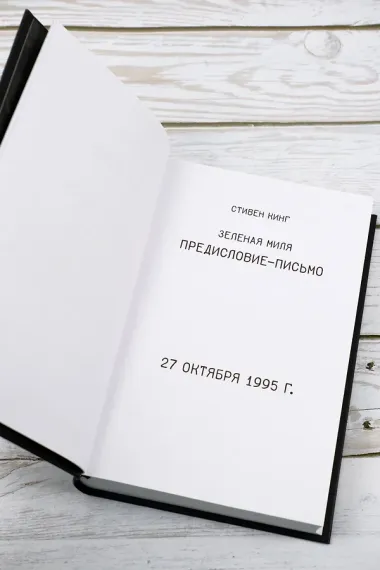 СТИВЕН КИНГ
ЗЕЛЕНАЯ МИЛЯ
ПРЕДИСЛОВИЕ-ПИСЬМО
27 ОКТЯБРЯ 1995 Г.